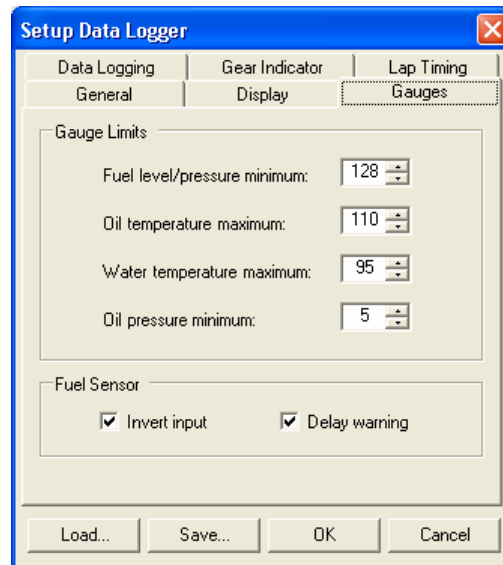 Setup Data Logger
Data Logging Gear Indicator Lap Timing
General Display Gauges
Gauge Limits
Fuel level/pressure minimum: 128
Oil temperature maximum: 110
Water temperature maximum: 95
Oil pressure minimum: 5
Fuel Sensor
Invert input Delay warning
Load... Save... OK Cancel